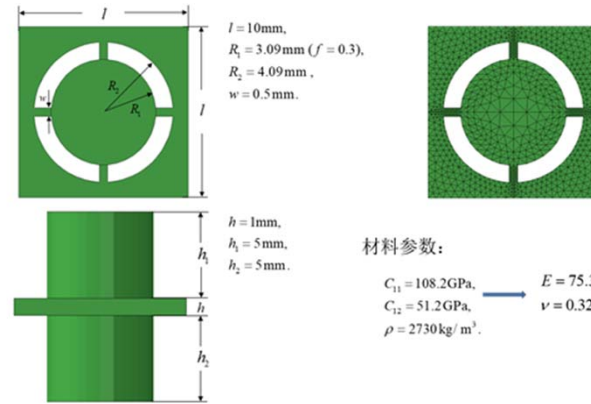 l
l = 10mm,
R₁ = 3.09mm (f = 0.3),
R₂ = 4.09mm ,
w = 0.5mm.
R₂
R₁
w
l
h = 1mm,
h₁ = 5mm,
h₂ = 5mm.
h₁
h
h₂
材料参数:
C₁₁ = 108.2GPa,
C₁₂ = 51.2GPa,
ρ = 2730kg/ m³.
E = 75.
ν = 0.32